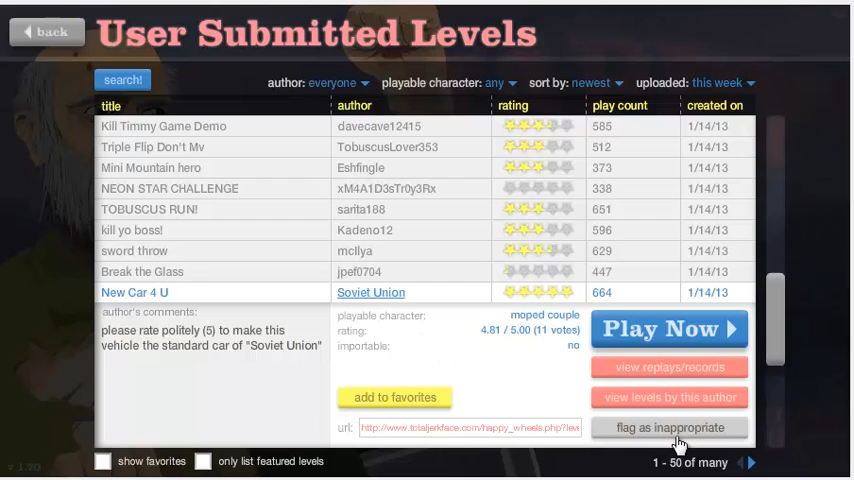 back
User Submitted Levels
search!
author: everyone playable character: any sort by: newest uploaded: this week
title author rating play count created on
Kill Timmy Game Demo davecave12415 585 1/14/13
Triple Flip Don't Mv TobuscusLover353 512 1/14/13
Mini Mountain hero Eshfingle 373 1/14/13
NEON STAR CHALLENGE xM4A1D3sTr0y3Rx 338 1/14/13
TOBUSCUS RUN! sarita188 651 1/14/13
kill yo boss! Kadeno12 596 1/14/13
sword throw mcIlya 629 1/14/13
Break the Glass jpef0704 447 1/14/13
New Car 4 U Soviet Union 664 1/14/13
author's comments:
please rate politely (5) to make this
vehicle the standard car of "Soviet Union"
playable character: moped couple
rating: 4.81 / 5.00 (11 votes)
importable: no
add to favorites
url: http://www.totaljerkface.com/happy_wheels.php?leve
Play Now
view replays/records
view levels by this author
flag as inappropriate
show favorites only list featured levels
1 - 50 of many
v 1.70